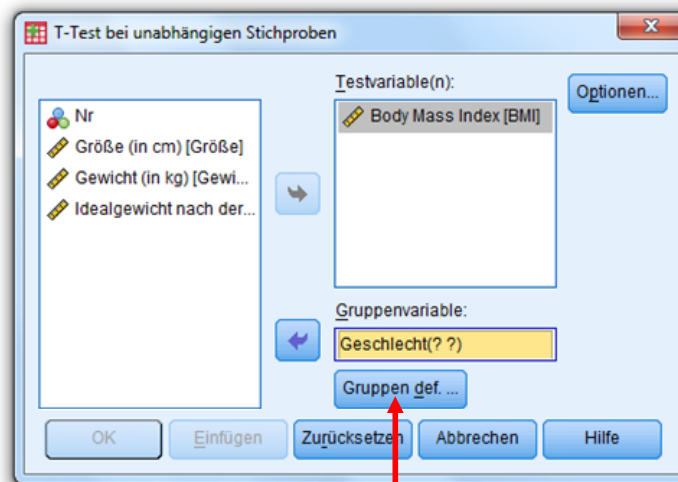 T-Test bei unabhängigen Stichproben
Nr
Größe (in cm) [Größe]
Gewicht (in kg) [Gewi...
Idealgewicht nach der...
Testvariable(n):
Body Mass Index [BMI]
Optionen...
Gruppenvariable:
Geschlecht(? ?)
Gruppen def. ...
OK
Einfügen
Zurücksetzen
Abbrechen
Hilfe